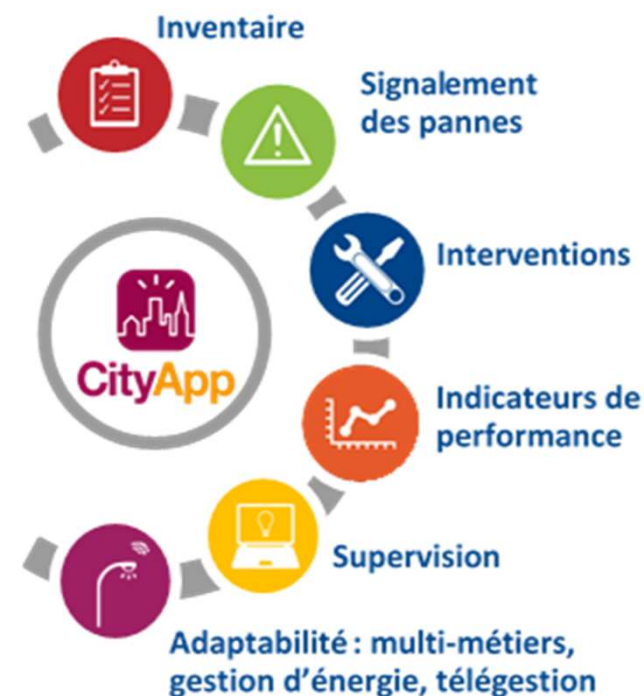 Inventaire
Signalement
des pannes
Interventions
CityApp
Indicateurs de
performance
Supervision
Adaptabilité : multi-métiers,
gestion d'énergie, télégestion